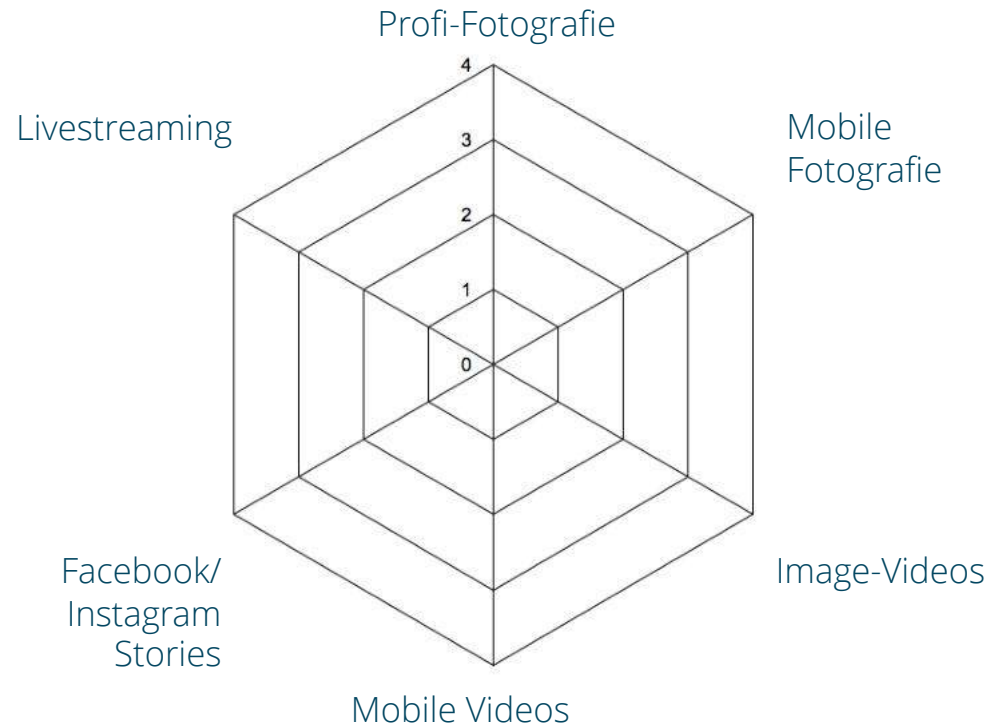 Profi-Fotografie
4
Livestreaming
Mobile
Fotografie
3
2
1
0
Facebook/
Instagram
Stories
Image-Videos
Mobile Videos